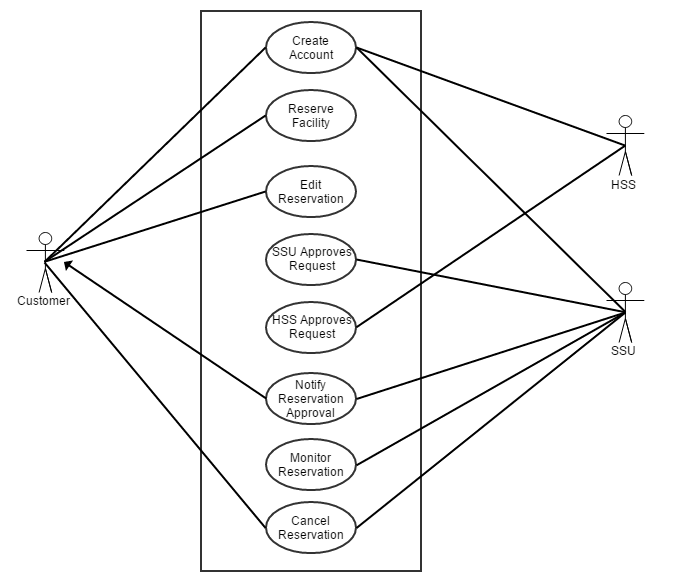 Create
Account
Reserve
Facility
HSS
Edit
Reservation
SSU Approves
Request
Customer
HSS Approves
Request
SSU
Notify
Reservation
Approval
Monitor
Reservation
Cancel
Reservation